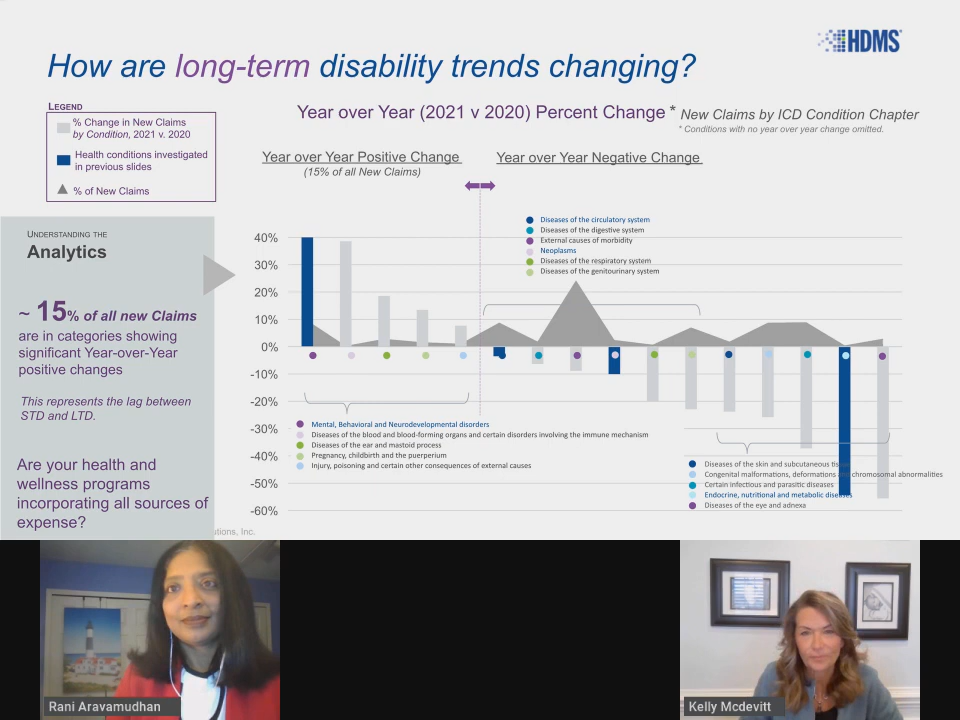 HDMS
How are long-term disability trends changing?
LEGEND
% Change in New Claims
by Condition, 2021 v. 2020
Health conditions investigated
in previous slides
% of New Claims
Year over Year (2021 v 2020) Percent Change * New Claims by ICD Condition Chapter
* Conditions with no year over year change omitted.
Year over Year Positive Change
(15% of all New Claims)
Year over Year Negative Change
UNDERSTANDING THE
Analytics
~ 15% of all new Claims
are in categories showing
significant Year-over-Year
positive changes
This represents the lag between
STD and LTD.
Are your health and
wellness programs
incorporating all sources of
expense?
40%
30%
20%
10%
0%
-10%
-20%
-30%
-40%
-50%
-60%
Diseases of the circulatory system
Diseases of the digestive system
External causes of morbidity
Neoplasms
Diseases of the respiratory system
Diseases of the genitourinary system
Mental, Behavioral and Neurodevelopmental disorders
Diseases of the blood and blood-forming organs and certain disorders involving the immune mechanism
Diseases of the ear and mastoid process
Pregnancy, childbirth and the puerperium
Injury, poisoning and certain other consequences of external causes
Diseases of the skin and subcutaneous tissue
Congenital malformations, deformations and chromosomal abnormalities
Certain infectious and parasitic diseases
Endocrine, nutritional and metabolic diseases
Diseases of the eye and adnexa
utions, Inc.
Rani Aravamudhan
Kelly Mcdevitt